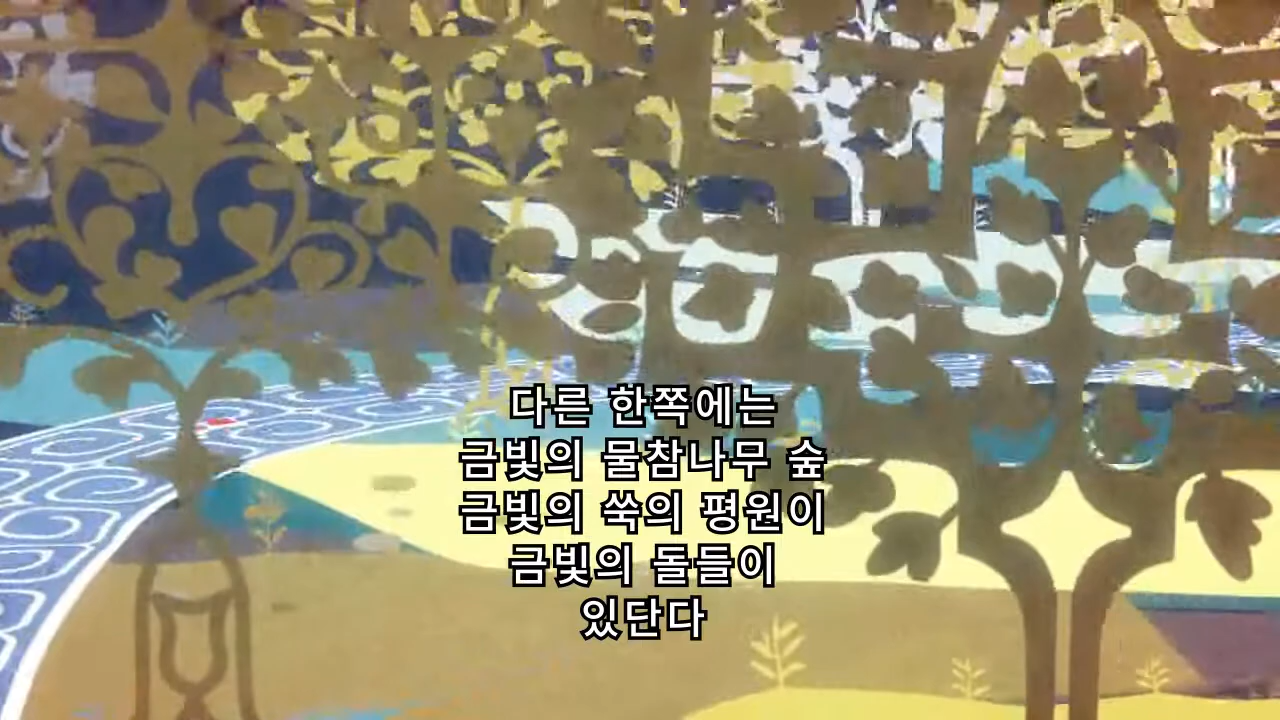 다른 한쪽에는
금빛의 물참나무 숲
금빛의 쑥의 평원이
금빛의 돌들이
있단다